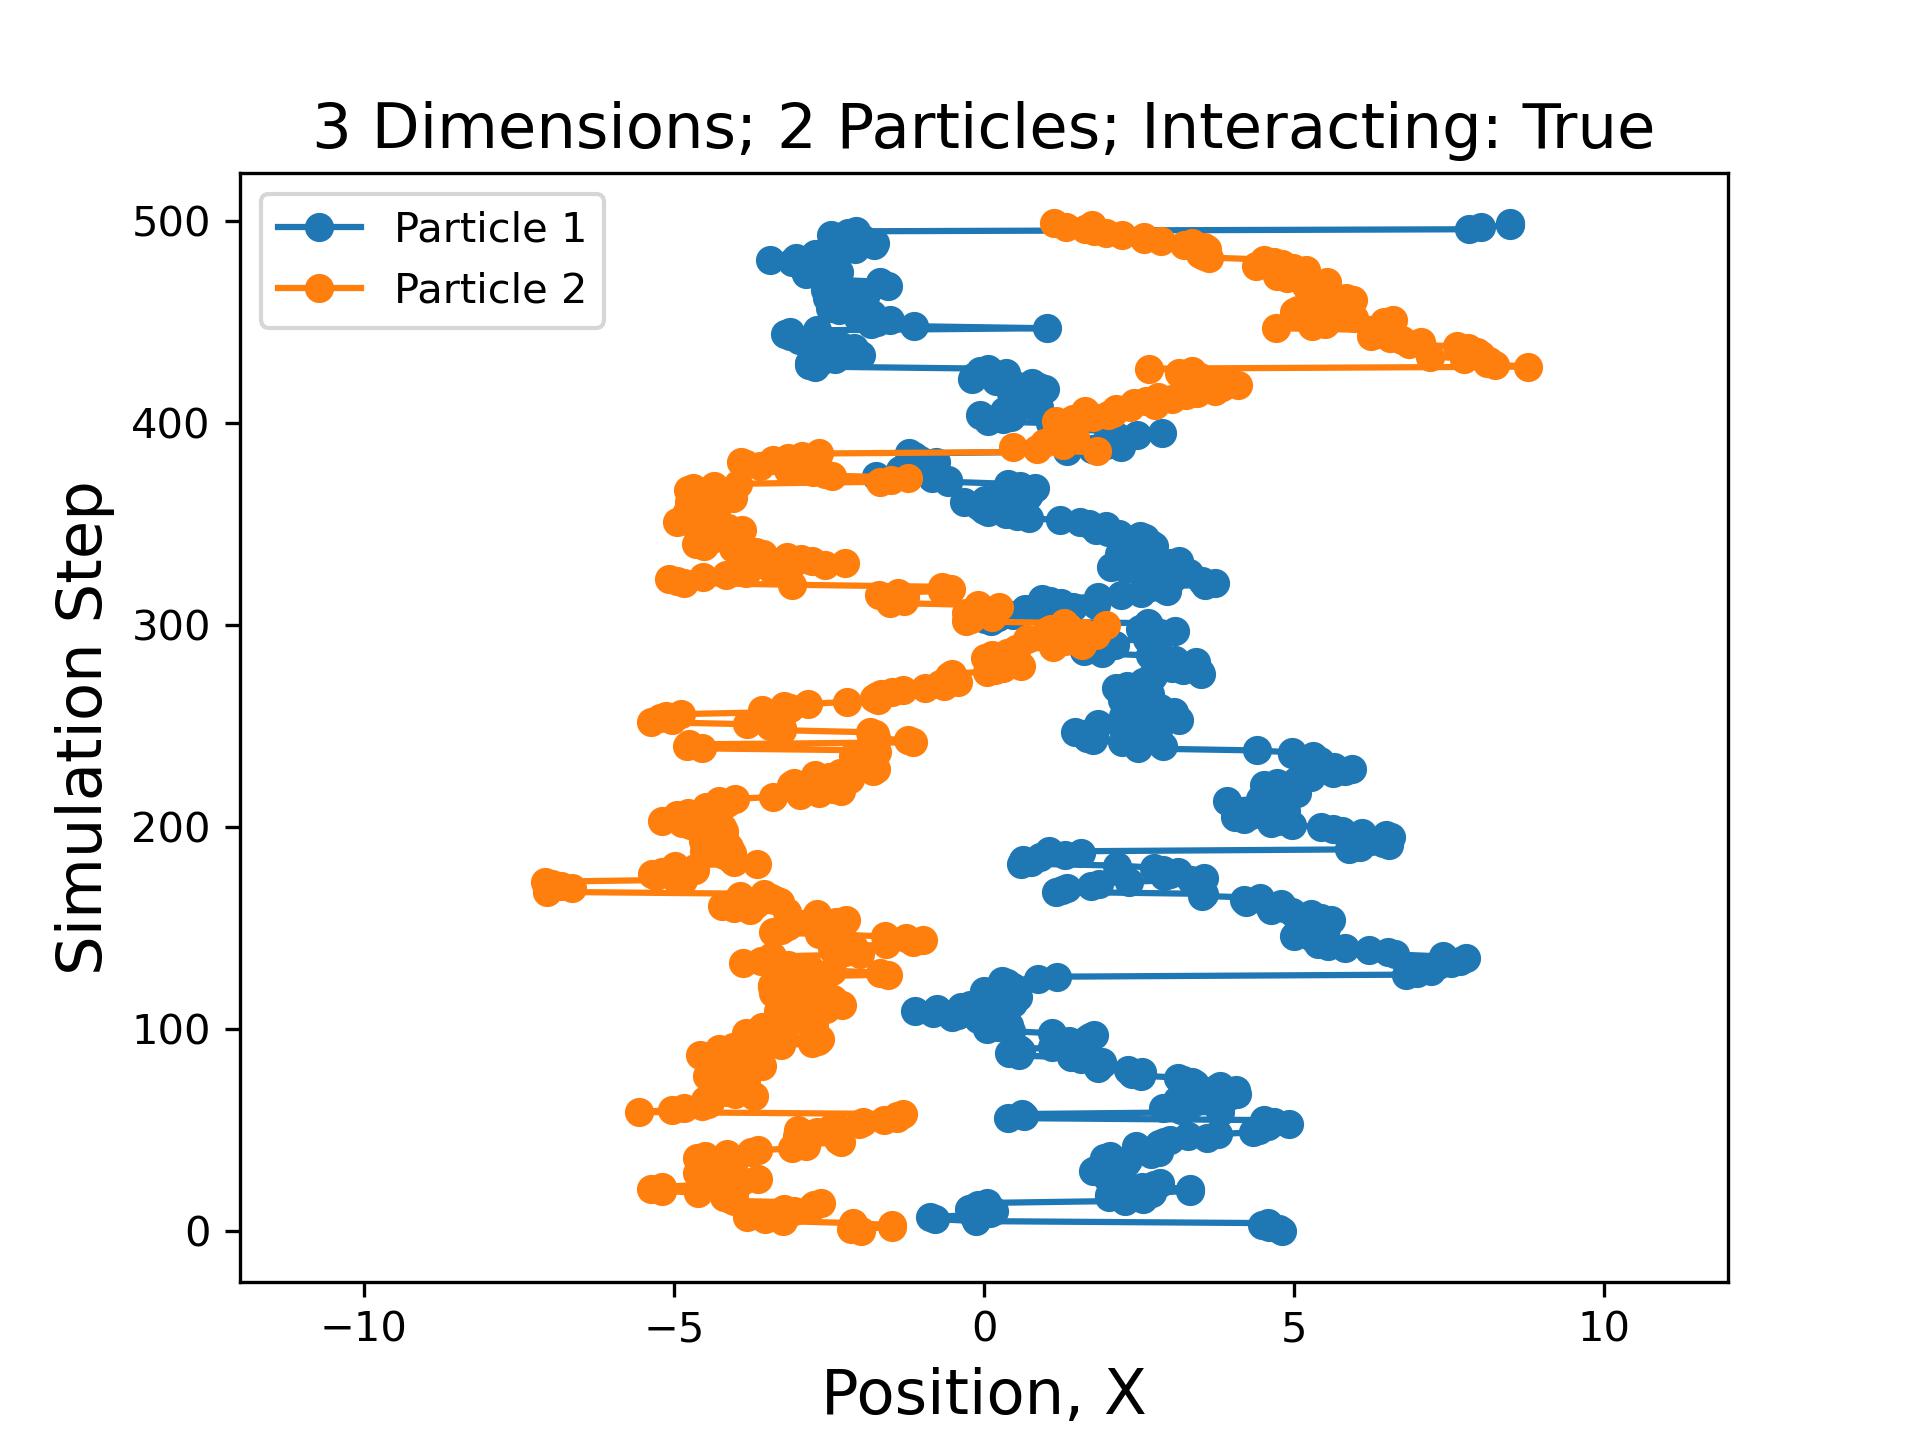 3 Dimensions; 2 Particles; Interacting: True
Particle 1
Particle 2
500
400
300
200
100
0
Simulation Step
−10
−5
0
5
10
Position, X